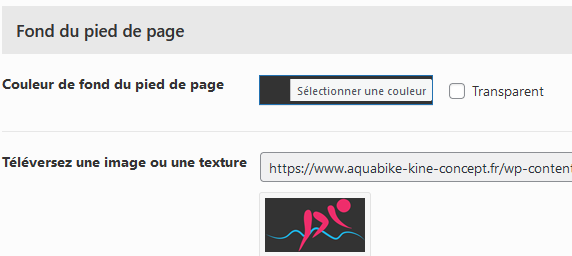 Fond du pied de page
Couleur de fond du pied de page
Sélectionner une couleur
Transparent
Téléversez une image ou une texture
https://www.aquabike-kine-concept.fr/wp-content